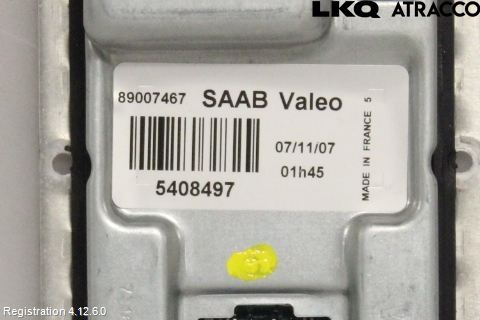 LKQ ATRACCO
89007467 SAAB Valeo
07/11/07
01h45
5408497
MADE IN FRANCE 5
Registration 4.12.6.0